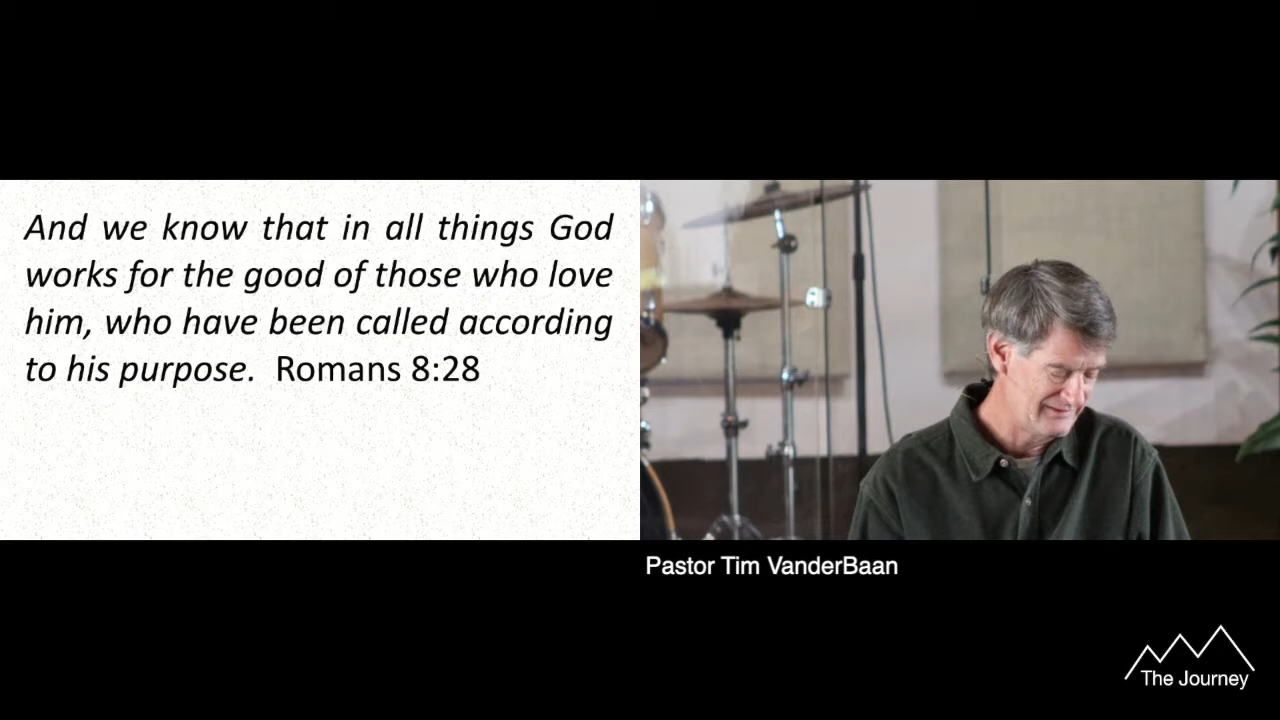 And we know that in all things God
works for the good of those who love
him, who have been called according
to his purpose. Romans 8:28
Pastor Tim VanderBaan
The Journey